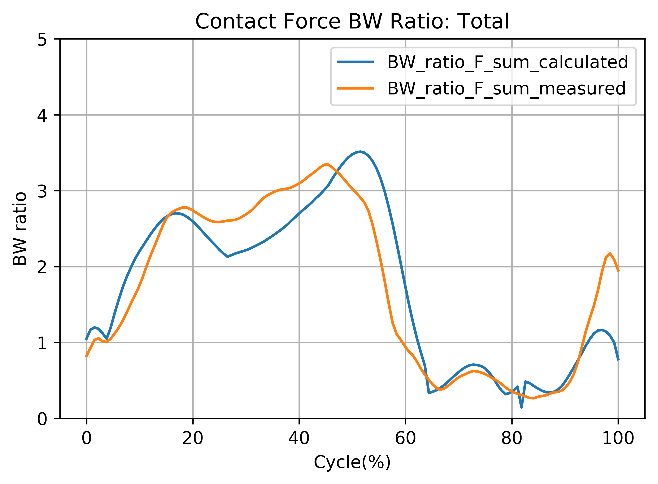 Contact Force BW Ratio: Total
BW_ratio_F_sum_calculated
BW_ratio_F_sum_measured
BW ratio
5
4
3
2
1
0
0 20 40 60 80 100
Cycle(%)